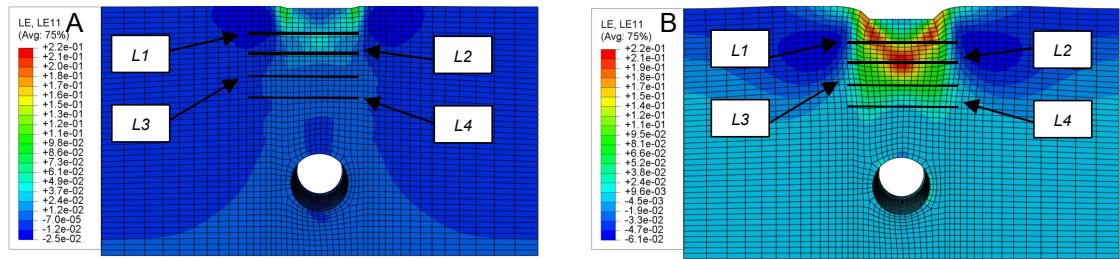 LE, LE11
(Avg: 75%)
+2.2e-01
+2.1e-01
+2.0e-01
+1.8e-01
+1.6e-01
+1.5e-01
+1.3e-01
+1.2e-01
+1.1e-01
+9.8e-02
+8.6e-02
+7.3e-02
+6.1e-02
+4.9e-02
+3.7e-02
+2.4e-02
+1.2e-02
-7.0e-05
-1.2e-02
-2.5e-02
A
L1
L2
L3
L4
LE, LE11
(Avg: 75%)
+2.2e-01
+2.1e-01
+2.0e-01
+1.8e-01
+1.7e-01
+1.5e-01
+1.4e-01
+1.2e-01
+1.1e-01
+9.5e-02
+8.1e-02
+6.7e-02
+5.2e-02
+3.8e-02
+2.4e-02
+9.6e-03
-4.5e-03
-1.9e-02
-3.3e-02
-4.7e-02
-6.1e-02
B
L1
L2
L3
L4